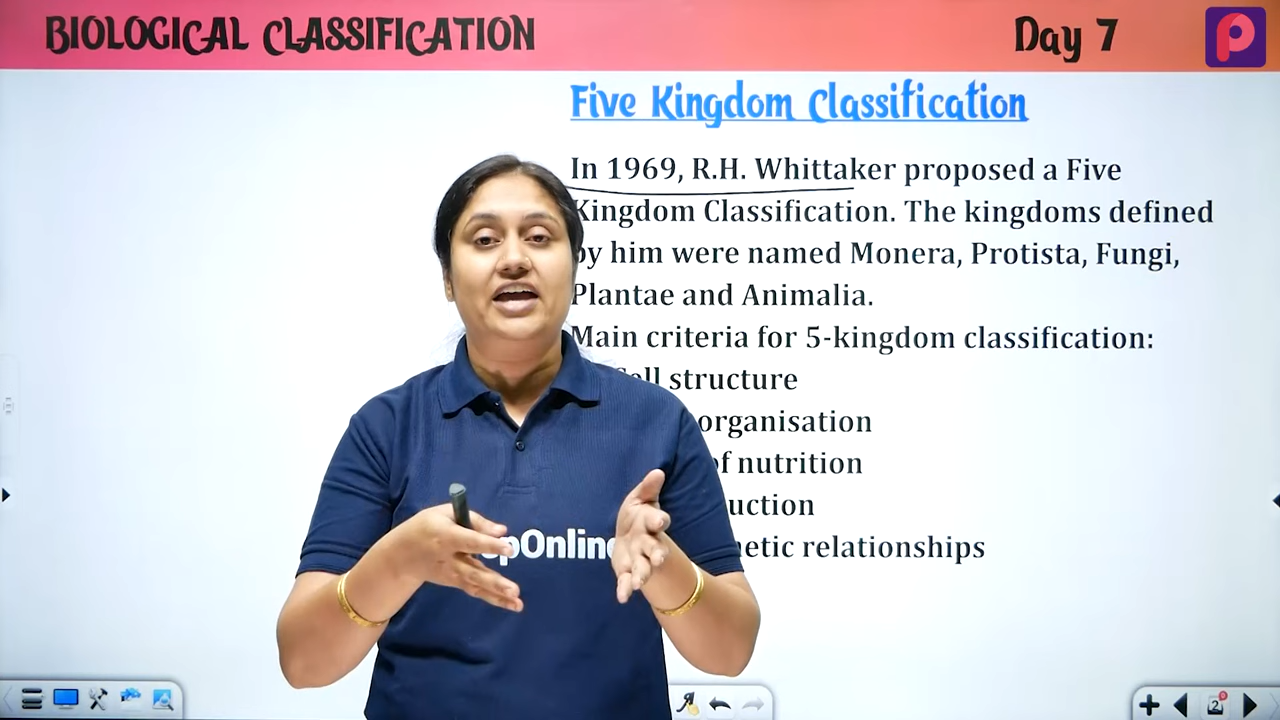 BIOLOGICAL CLASSIFICATION
Day 7
Five Kingdom Classification
In 1969, R.H. Whittaker proposed a Five
Kingdom Classification. The kingdoms defined
by him were named Monera, Protista, Fungi,
Plantae and Animalia.
Main criteria for 5-kingdom classification:
Cell structure
organisation
of nutrition
uction
netic relationships
pOnline
2